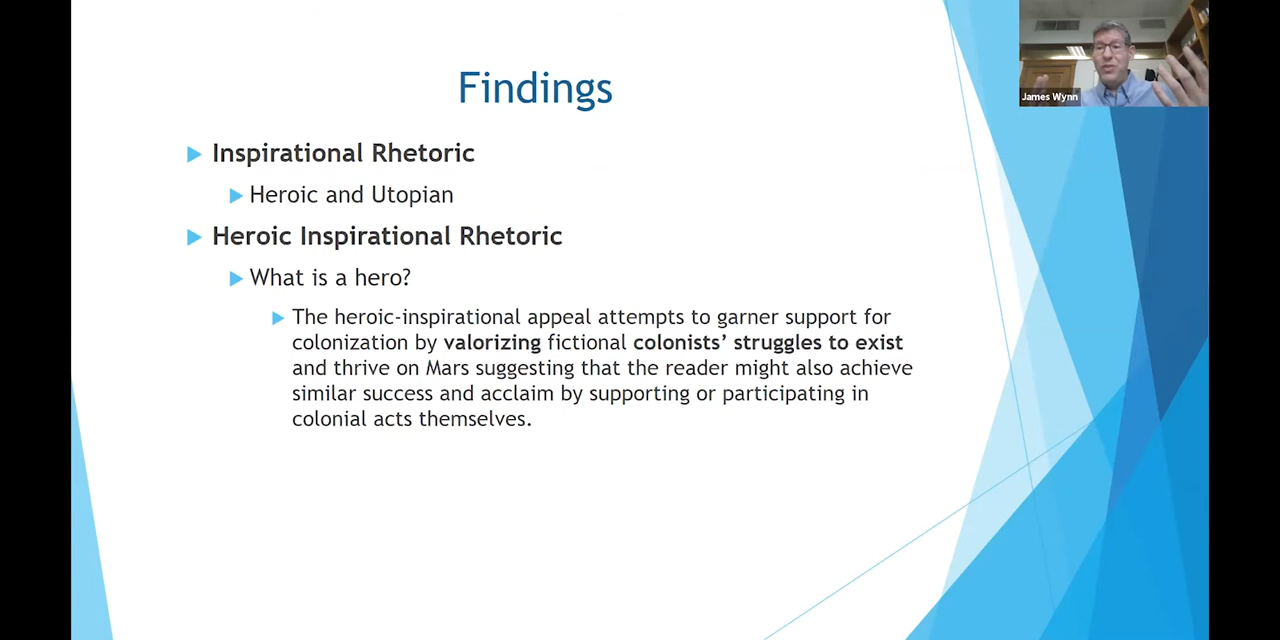 Findings
Inspirational Rhetoric
Heroic and Utopian
Heroic Inspirational Rhetoric
What is a hero?
The heroic-inspirational appeal attempts to garner support for
colonization by valorizing fictional colonists’ struggles to exist
and thrive on Mars suggesting that the reader might also achieve
similar success and acclaim by supporting or participating in
colonial acts themselves.
James Wynn